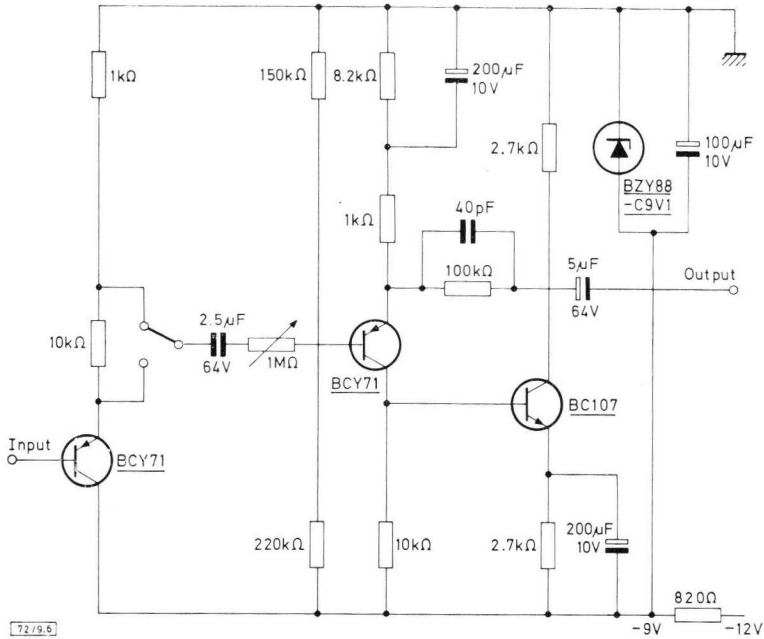 1kΩ
150kΩ
8.2kΩ
200μF
10V
2.7kΩ
100μF
10V
BZY88
-C9V1
1kΩ
40pF
100kΩ
5μF
64V
Output
10kΩ
2.5μF
64V
1MΩ
BCY71
BC107
Input
BCY71
220kΩ
10kΩ
2.7kΩ
200μF
10V
820Ω
-9V
-12V
72/9.6